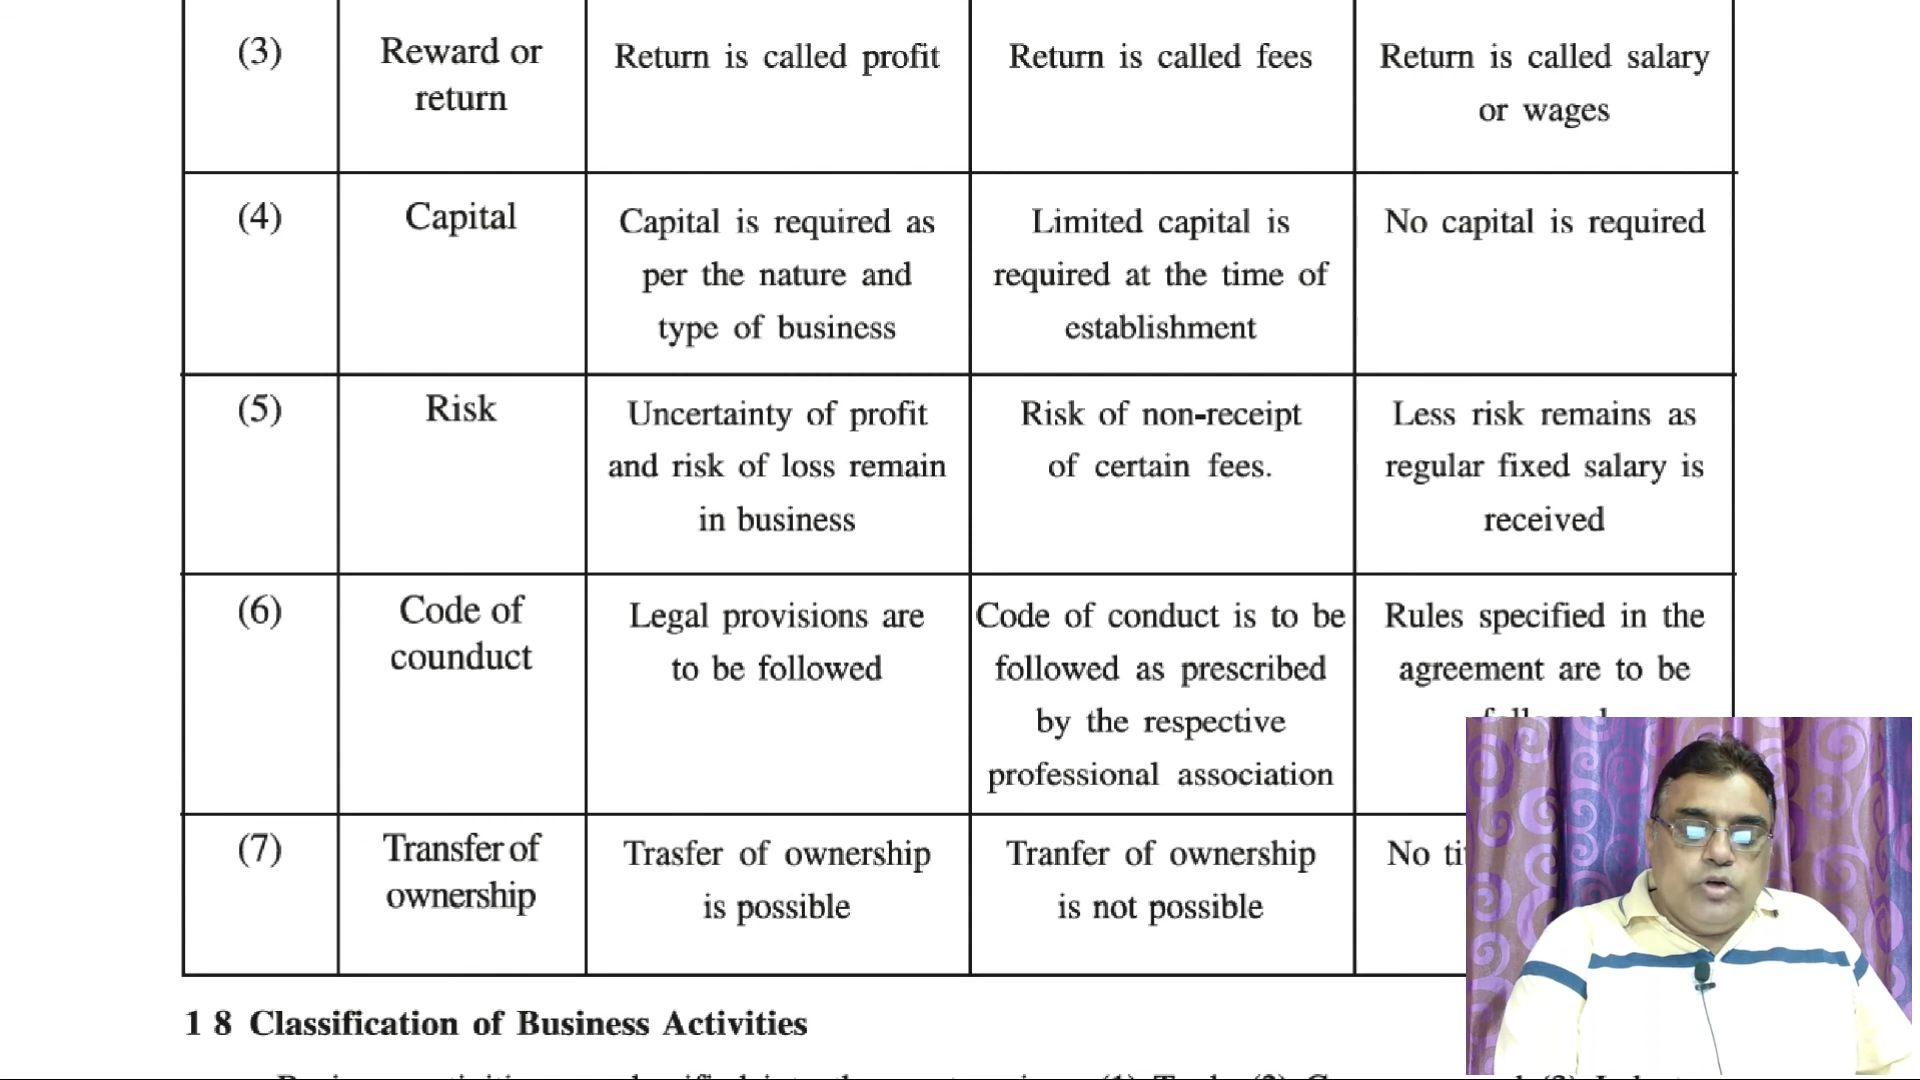 (3)
Reward or
return
Return is called profit
Return is called fees
Return is called salary
or wages
(4)
Capital
Capital is required as
per the nature and
type of business
Limited capital is
required at the time of
establishment
No capital is required
(5)
Risk
Uncertainty of profit
and risk of loss remain
in business
Risk of non-receipt
of certain fees.
Less risk remains as
regular fixed salary is
received
(6)
Code of
counduct
Legal provisions are
to be followed
Code of conduct is to be
followed as prescribed
by the respective
professional association
Rules specified in the
agreement are to be
(7)
Transfer of
ownership
Trasfer of ownership
is possible
Tranfer of ownership
is not possible
No
1 8 Classification of Business Activities